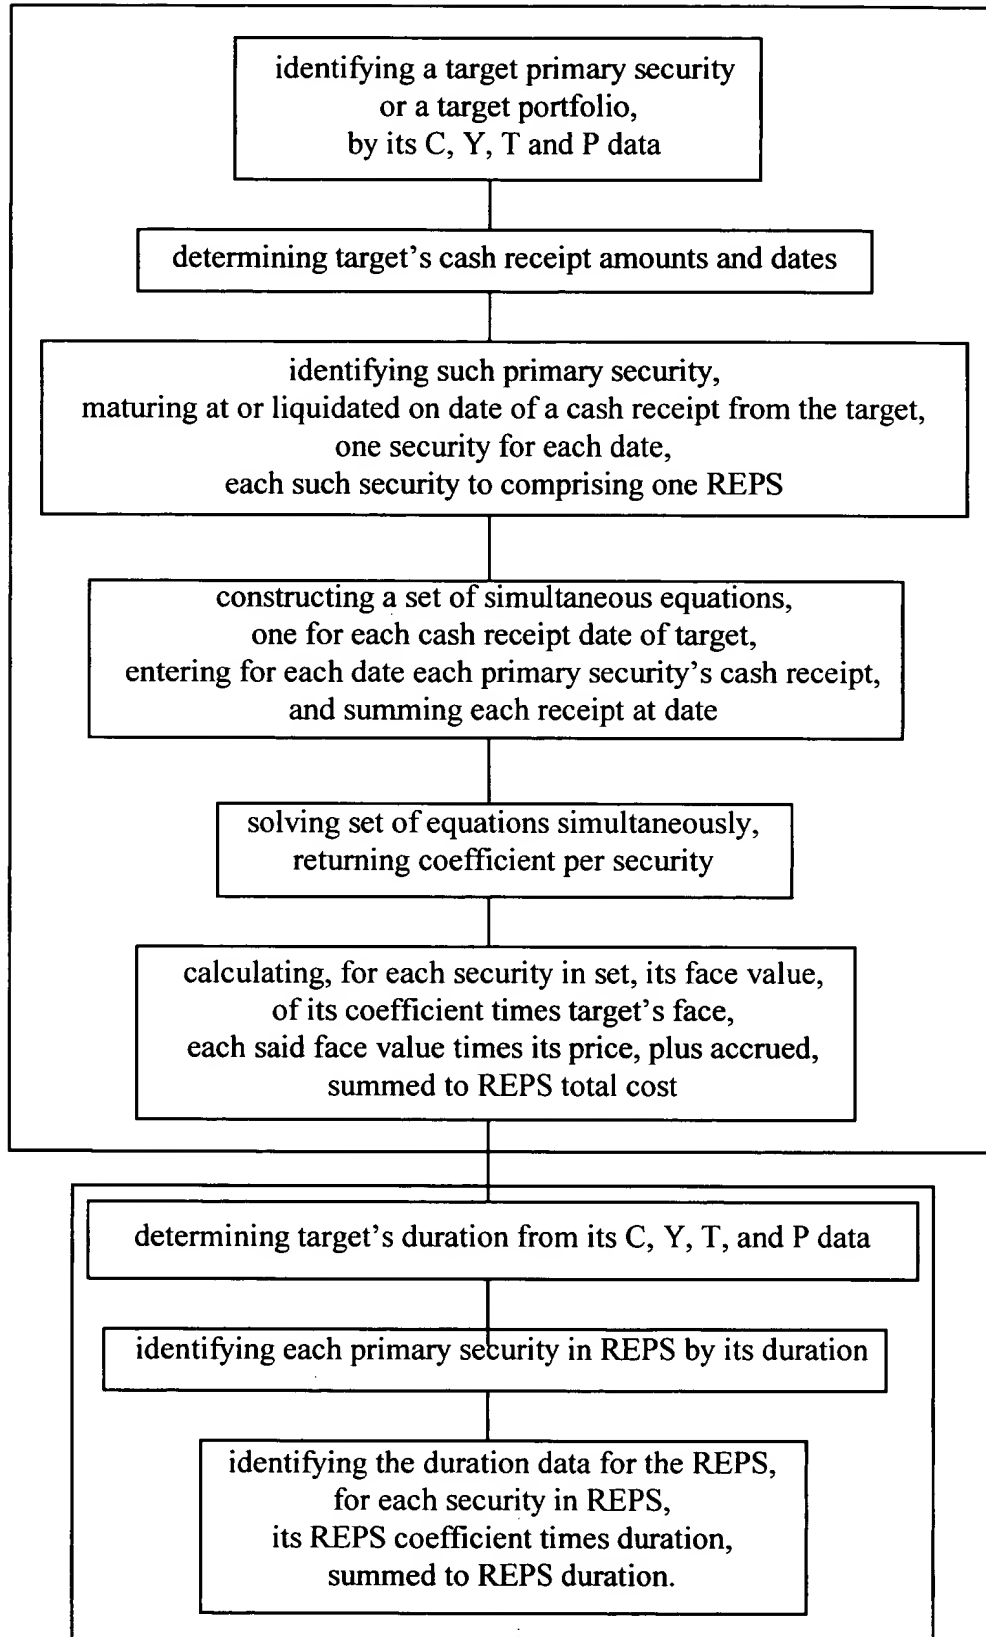 identifying a target primary security
or a target portfolio,
by its C, Y, T and P data
determining target's cash receipt amounts and dates
identifying such primary security,
maturing at or liquidated on date of a cash receipt from the target,
one security for each date,
each such security to comprising one REPS
constructing a set of simultaneous equations,
one for each cash receipt date of target,
entering for each date each primary security's cash receipt,
and summing each receipt at date
solving set of equations simultaneously,
returning coefficient per security
calculating, for each security in set, its face value,
of its coefficient times target's face,
each said face value times its price, plus accrued,
summed to REPS total cost
determining target's duration from its C, Y, T, and P data
identifying each primary security in REPS by its duration
identifying the duration data for the REPS,
for each security in REPS,
its REPS coefficient times duration,
summed to REPS duration.